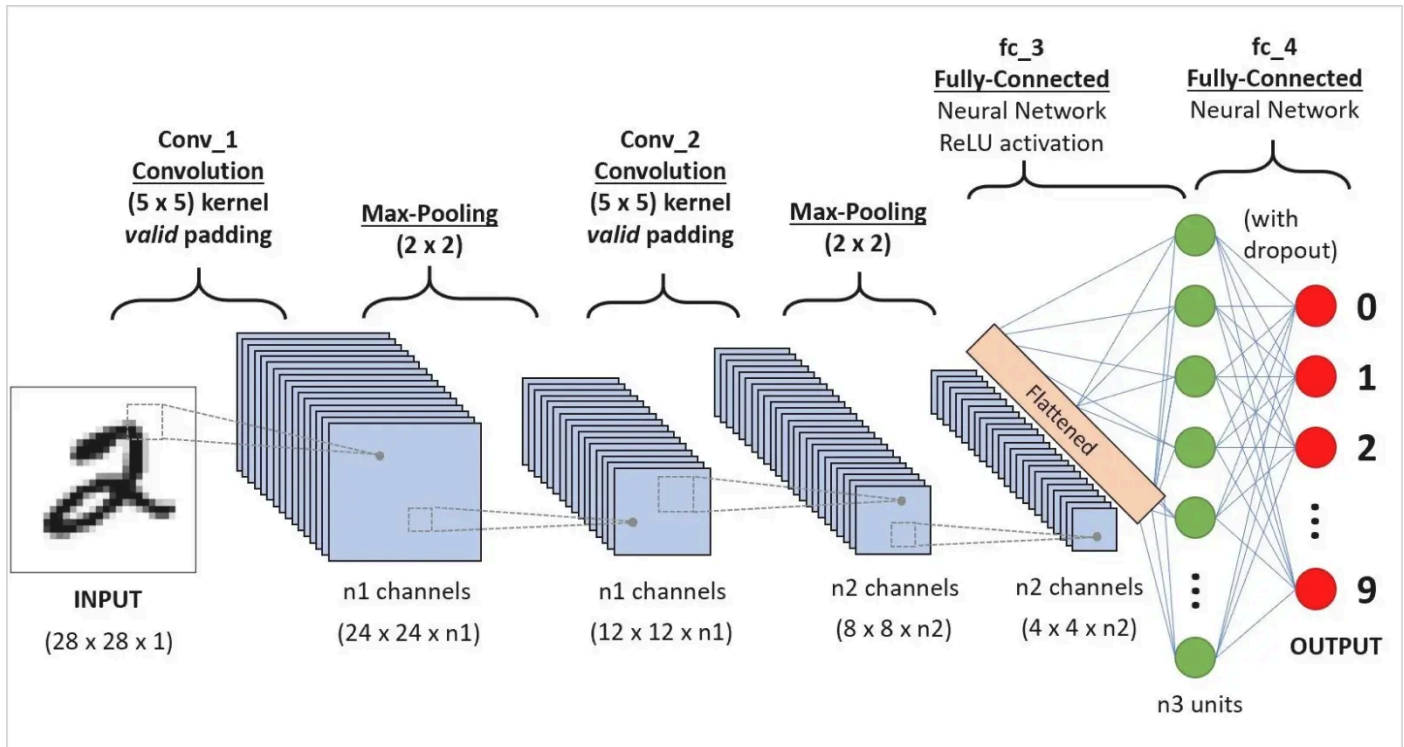 fc_3
Fully-Connected
Neural Network
ReLU activation
fc_4
Fully-Connected
Neural Network
Conv_1
Convolution
(5 x 5) kernel
valid padding
Max-Pooling
(2 x 2)
Conv_2
Convolution
(5 x 5) kernel
valid padding
Max-Pooling
(2 x 2)
(with
dropout)
Flattened
0
1
2
9
INPUT
(28 x 28 x 1)
n1 channels
(24 x 24 x n1)
n1 channels
(12 x 12 x n1)
n2 channels
(8 x 8 x n2)
n2 channels
(4 x 4 x n2)
n3 units
OUTPUT